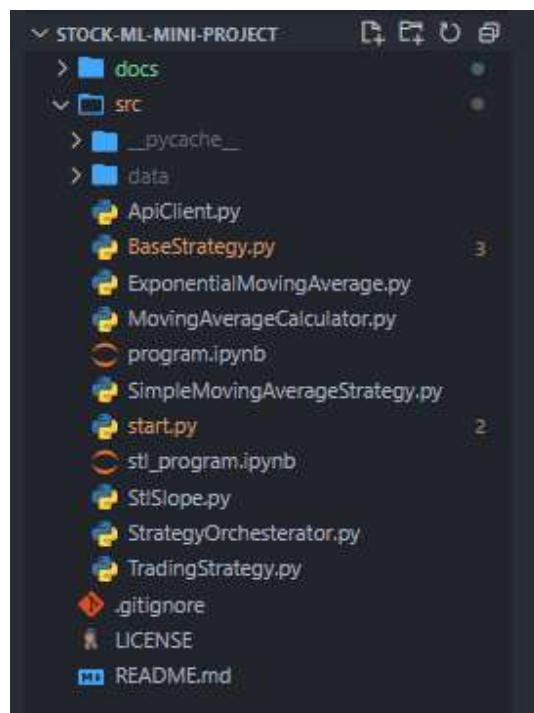 STOCK-ML-MINI-PROJECT
docs
src
__pycache__
data
ApiClient.py
BaseStrategy.py 3
ExponentialMovingAverage.py
MovingAverageCalculator.py
program.ipynb
SimpleMovingAverageStrategy.py
start.py 2
stl_program.ipynb
StlSlope.py
StrategyOrchesterator.py
TradingStrategy.py
.gitignore
LICENSE
README.md